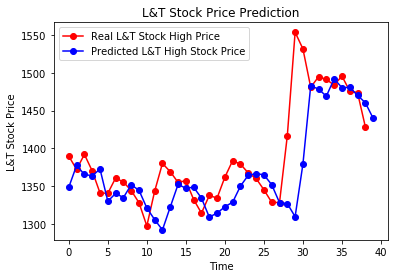 L&T Stock Price Prediction
Real L&T Stock High Price
Predicted L&T High Stock Price
L&T Stock Price
1550
1500
1450
1400
1350
1300
0 5 10 15 20 25 30 35 40
Time